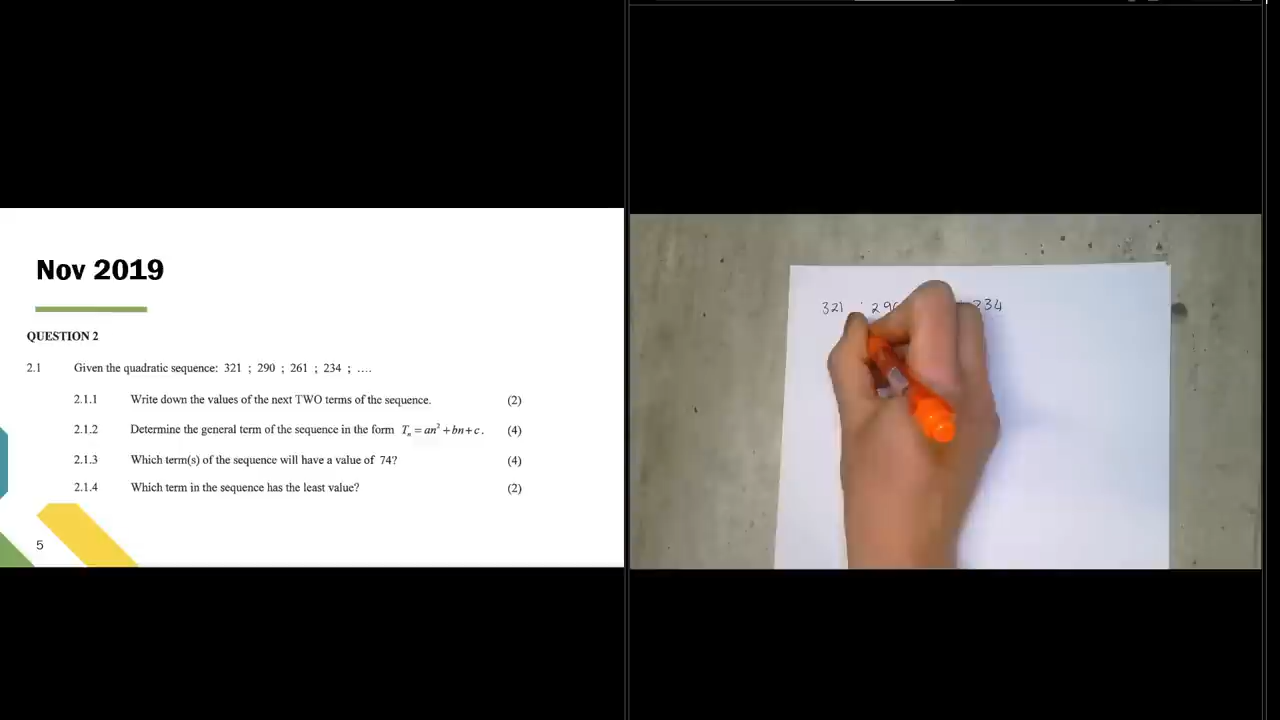 Nov 2019
QUESTION 2
2.1 Given the quadratic sequence: 321 ; 290 ; 261 ; 234 ; ….
2.1.1 Write down the values of the next TWO terms of the sequence. (2)
2.1.2 Determine the general term of the sequence in the form Tₙ = an² + bn + c. (4)
2.1.3 Which term(s) of the sequence will have a value of 74? (4)
2.1.4 Which term in the sequence has the least value? (2)
5
321 ; 234